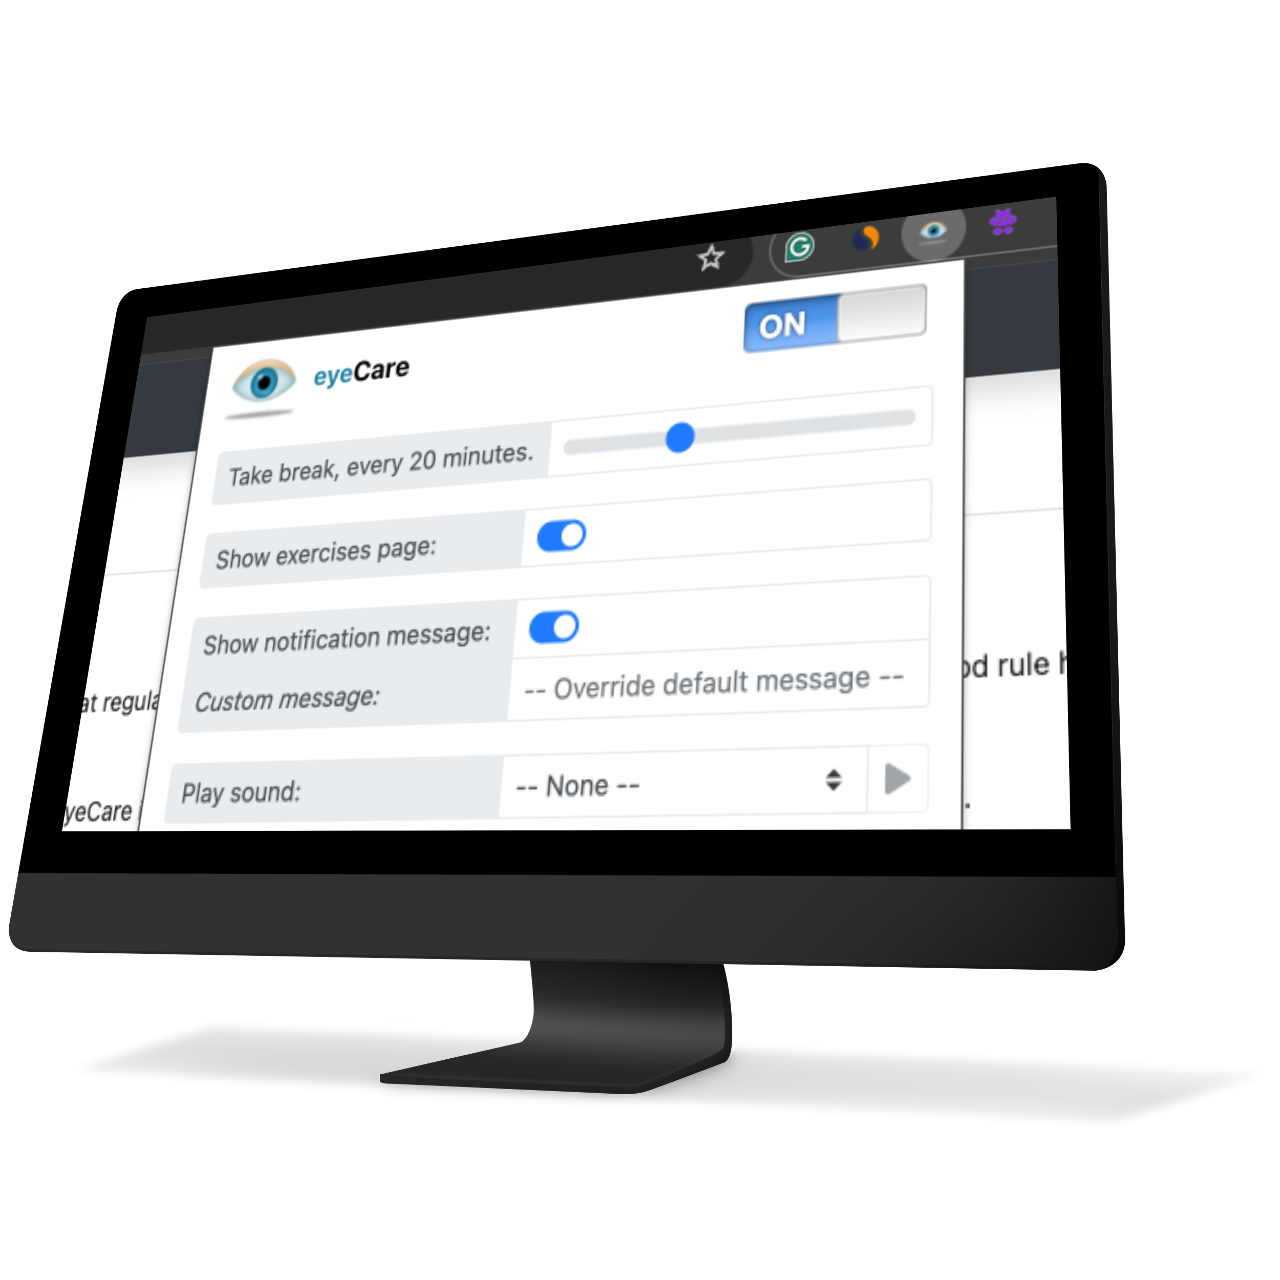 ON
eyeCare
Take break, every 20 minutes.
Show exercises page:
Show notification message:
Custom message:
-- Override default message --
Play sound:
-- None --
at regula
od rule h
yeCare
.